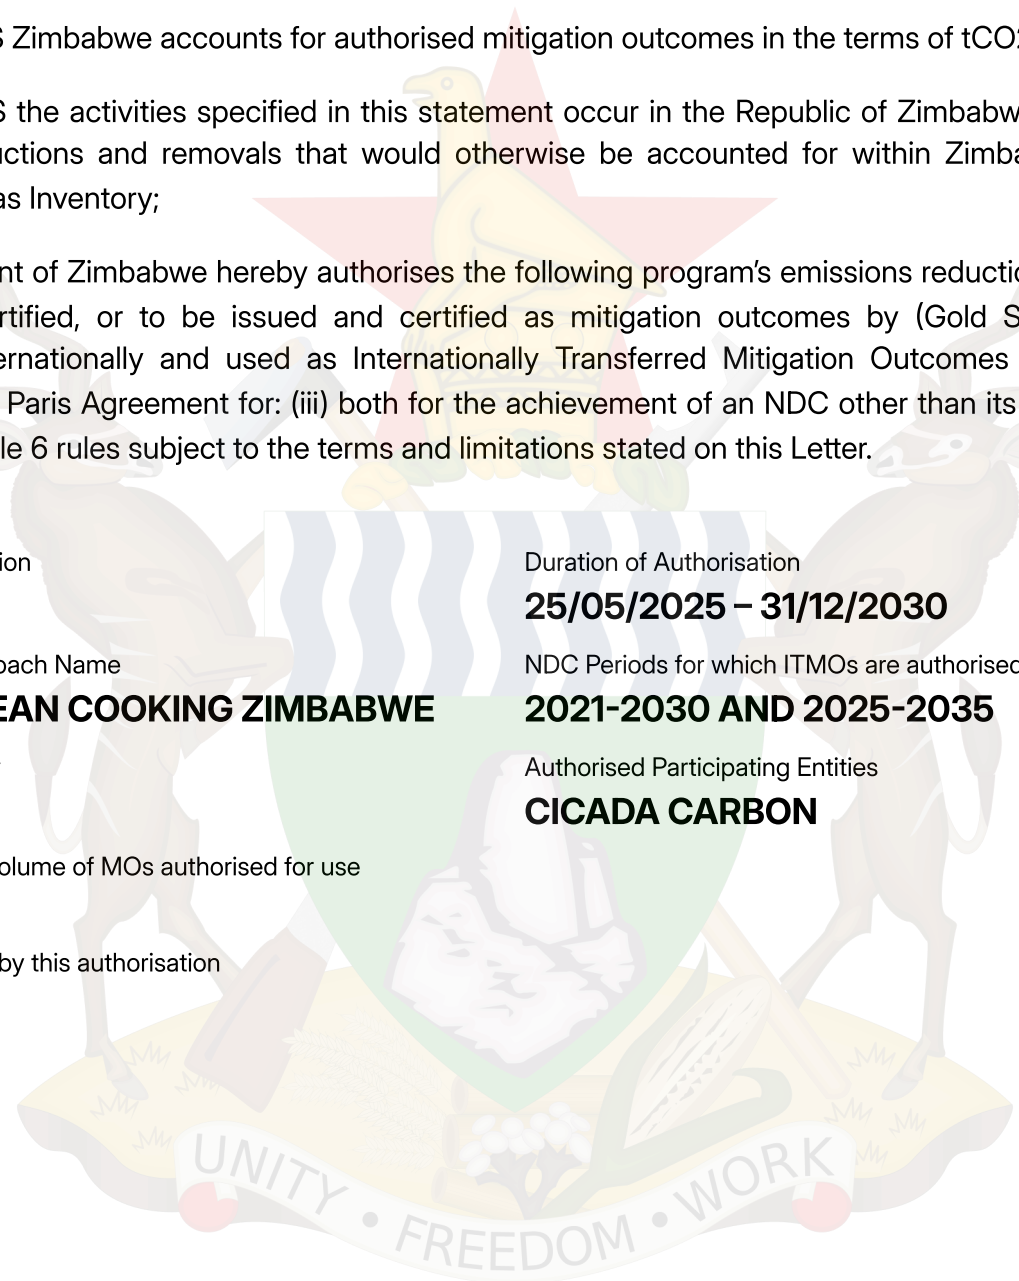 S Zimbabwe accounts for authorised mitigation outcomes in the terms of tCO2
S the activities specified in this statement occur in the Republic of Zimbabw
uctions and removals that would otherwise be accounted for within Zimba
as Inventory;
nt of Zimbabwe hereby authorises the following program’s emissions reductio
rtified, or to be issued and certified as mitigation outcomes by (Gold S
ernationally and used as Internationally Transferred Mitigation Outcomes
Paris Agreement for: (iii) both for the achievement of an NDC other than its
le 6 rules subject to the terms and limitations stated on this Letter.
ion
oach Name
EAN COOKING ZIMBABWE
olume of MOs authorised for use
by this authorisation
Duration of Authorisation
25/05/2025 – 31/12/2030
NDC Periods for which ITMOs are authorised
2021-2030 AND 2025-2035
Authorised Participating Entities
CICADA CARBON
UNITY • FREEDOM • WORK